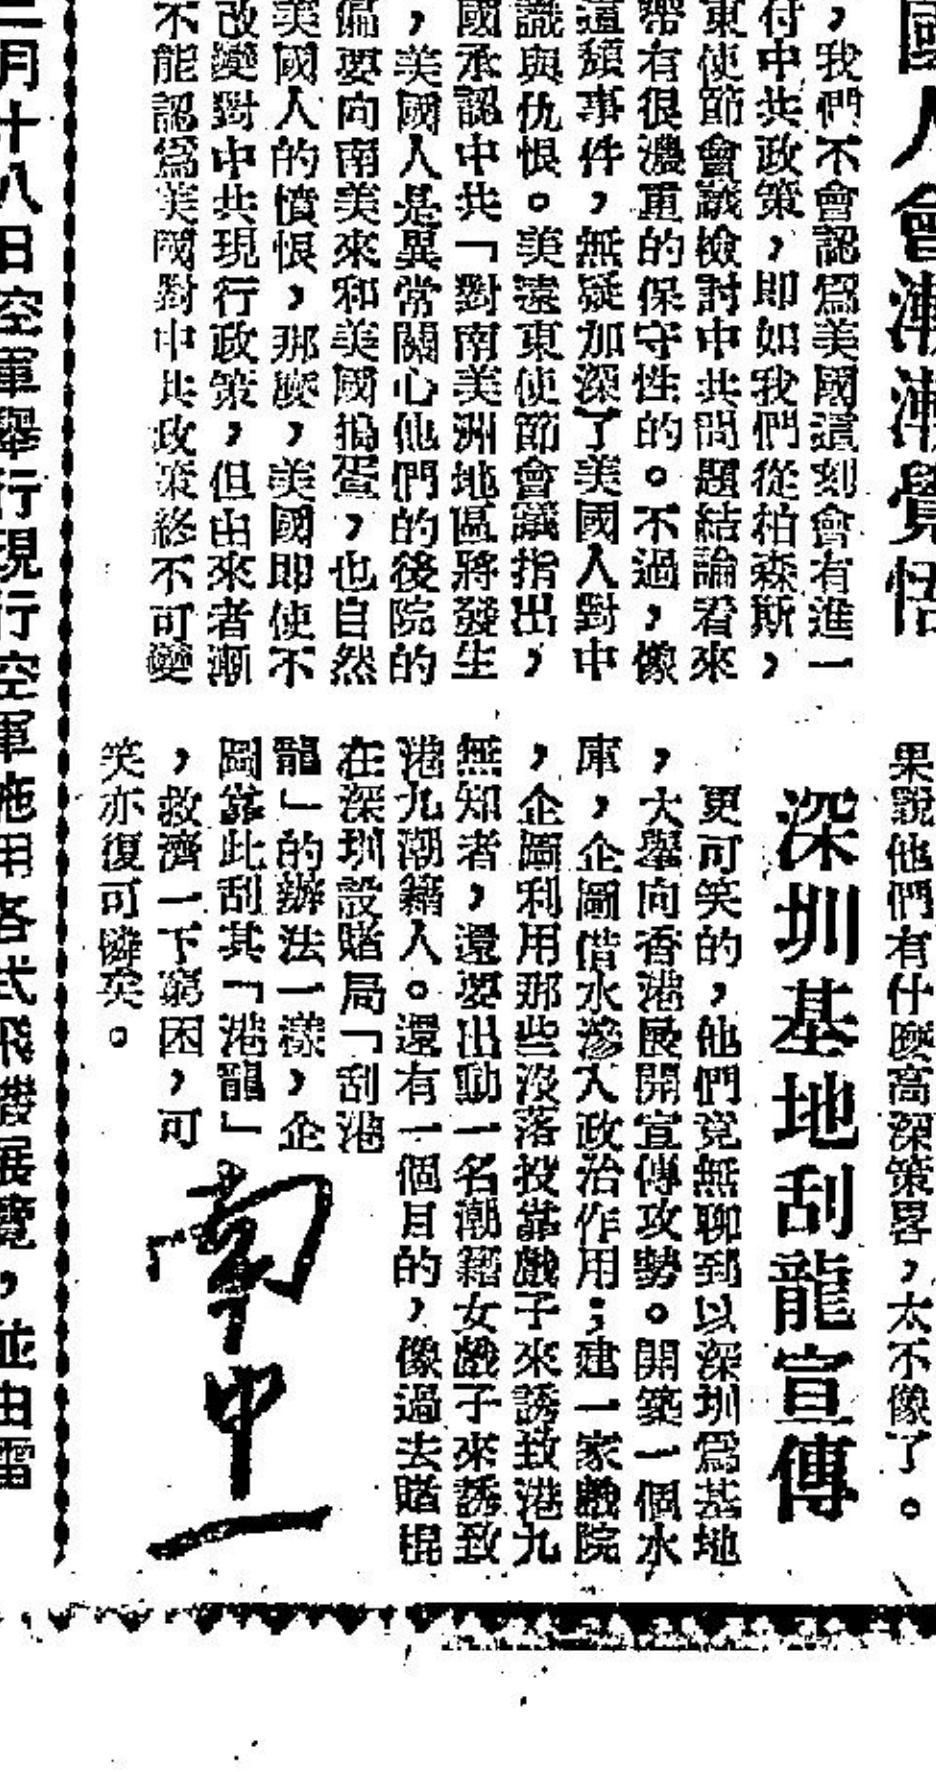 國人會漸漸覺悟
，我們不會認爲美國這刻會有進一
付中共政策，即如我們從柏森斯，
東使節會議檢討中共問題結論看來
帶有很濃重的保守性的。不過，像
這類事件，無疑加深了美國人對中
識與仇恨。美遠東使節會議指出，
國承認中共「對南美洲地區將發生
，美國人是異常關心他們的後院的
偏要向南美來和美國搗蛋，也自然
美國人的憤恨，那麽，美國即使不
改變對中共現行政策，但由來者漸
不能認爲美國對中共政策終不可變
果說他們有什麽高深策畧，太不像了。
深圳基地刮龍宣傳
更可笑的，他們竟無聊到以深圳爲基地
，大舉向香港展開宣傳攻勢。開築一個水
庫，企圖借水滲入政治作用；建一家戲院
，企圖利用那些沒落投靠戲子來誘致港九
無知者，還要出動一名潮籍女戲子來誘致
港九潮籍人。還有一個目的，像過去賭棍
在深圳設賭局「刮港
龍」的辦法一樣，企
圖靠此刮其「港龍」
，救濟一下窮困，可
笑亦復可憐矣。
南中一
二月廿八日空軍舉行現行空軍施用各式飛機展覽，並由雷